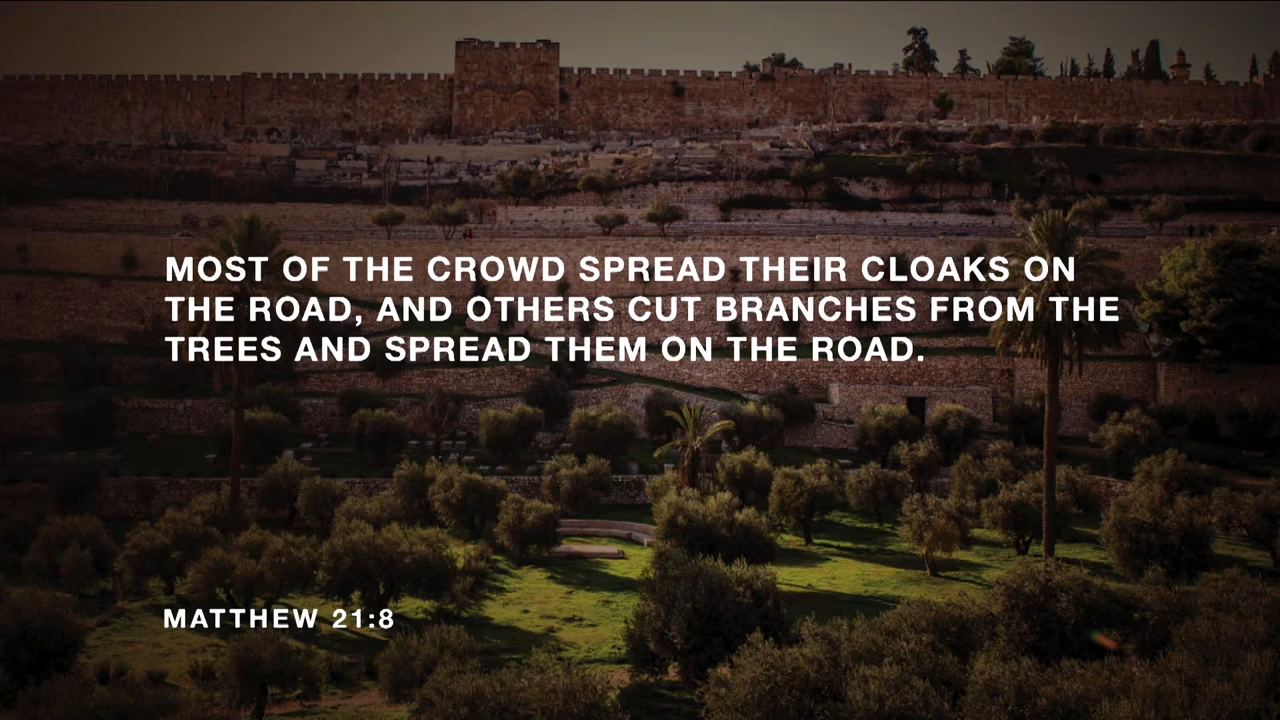 MOST OF THE CROWD SPREAD THEIR CLOAKS ON
THE ROAD, AND OTHERS CUT BRANCHES FROM THE
TREES AND SPREAD THEM ON THE ROAD.
MATTHEW 21:8